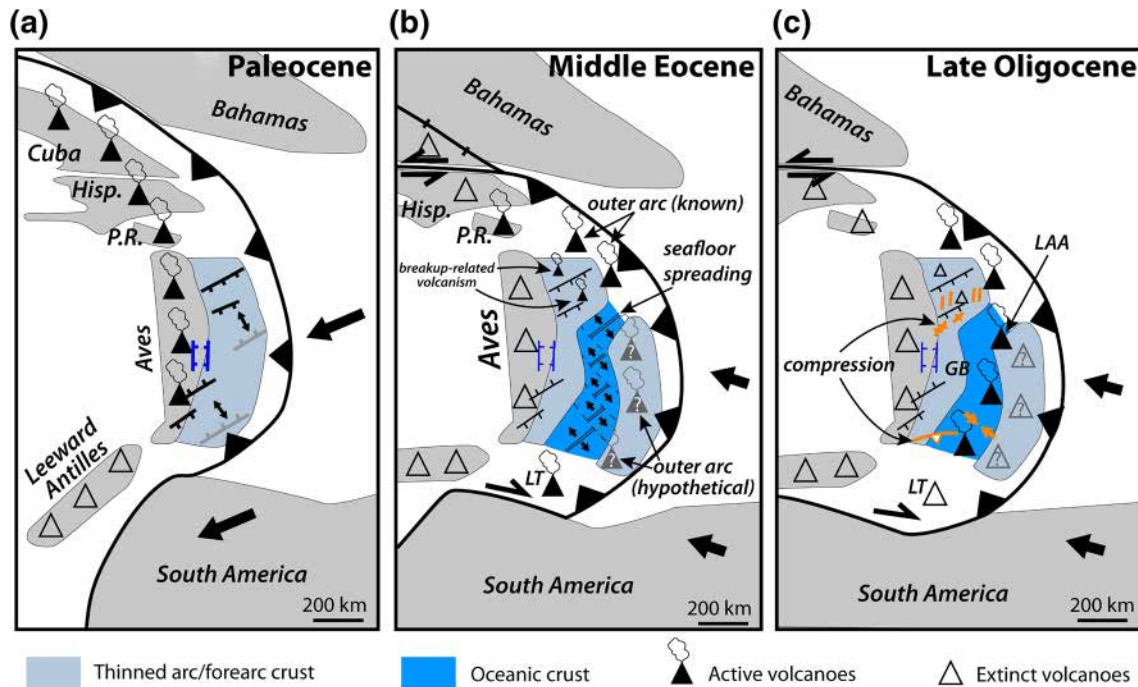 (a)
Paleocene
Bahamas
Cuba
Hisp.
P.R.
Aves
Leeward
Antilles
South America
200 km
(b)
Middle Eocene
Bahamas
Hisp.
P.R.
outer arc (known)
breakup-related
volcanism
seafloor
spreading
Aves
?
?
?
LT
outer arc
(hypothetical)
South America
200 km
(c)
Late Oligocene
Bahamas
LAA
compression
GB
?
?
?
LT
South America
200 km
Thinned arc/forearc crust
Oceanic crust
Active volcanoes
Extinct volcanoes